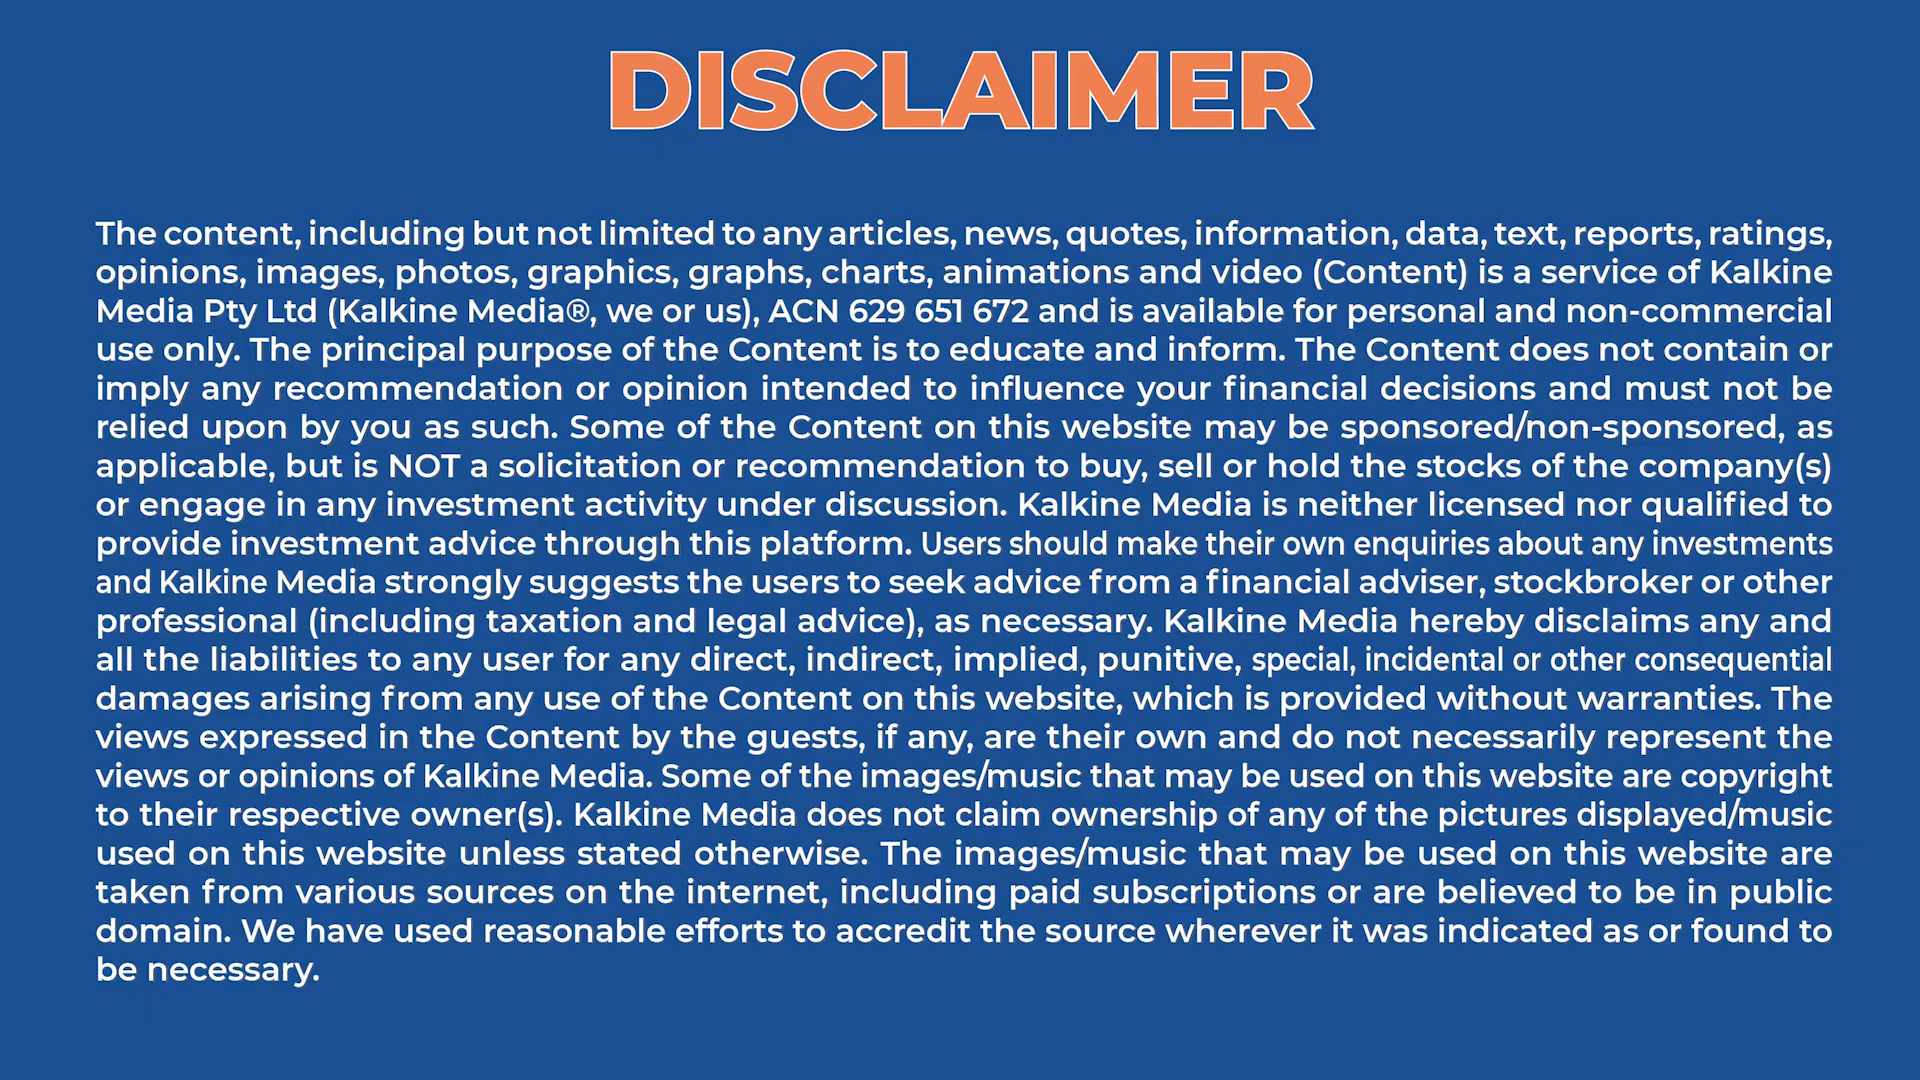 DISCLAIMER
The content, including but not limited to any articles, news, quotes, information, data, text, reports, ratings,
opinions, images, photos, graphics, graphs, charts, animations and video (Content) is a service of Kalkine
Media Pty Ltd (Kalkine Media®, we or us), ACN 629 651 672 and is available for personal and non-commercial
use only. The principal purpose of the Content is to educate and inform. The Content does not contain or
imply any recommendation or opinion intended to influence your financial decisions and must not be
relied upon by you as such. Some of the Content on this website may be sponsored/non-sponsored, as
applicable, but is NOT a solicitation or recommendation to buy, sell or hold the stocks of the company(s)
or engage in any investment activity under discussion. Kalkine Media is neither licensed nor qualified to
provide investment advice through this platform. Users should make their own enquiries about any investments
and Kalkine Media strongly suggests the users to seek advice from a financial adviser, stockbroker or other
professional (including taxation and legal advice), as necessary. Kalkine Media hereby disclaims any and
all the liabilities to any user for any direct, indirect, implied, punitive, special, incidental or other consequential
damages arising from any use of the Content on this website, which is provided without warranties. The
views expressed in the Content by the guests, if any, are their own and do not necessarily represent the
views or opinions of Kalkine Media. Some of the images/music that may be used on this website are copyright
to their respective owner(s). Kalkine Media does not claim ownership of any of the pictures displayed/music
used on this website unless stated otherwise. The images/music that may be used on this website are
taken from various sources on the internet, including paid subscriptions or are believed to be in public
domain. We have used reasonable efforts to accredit the source wherever it was indicated as or found to
be necessary.